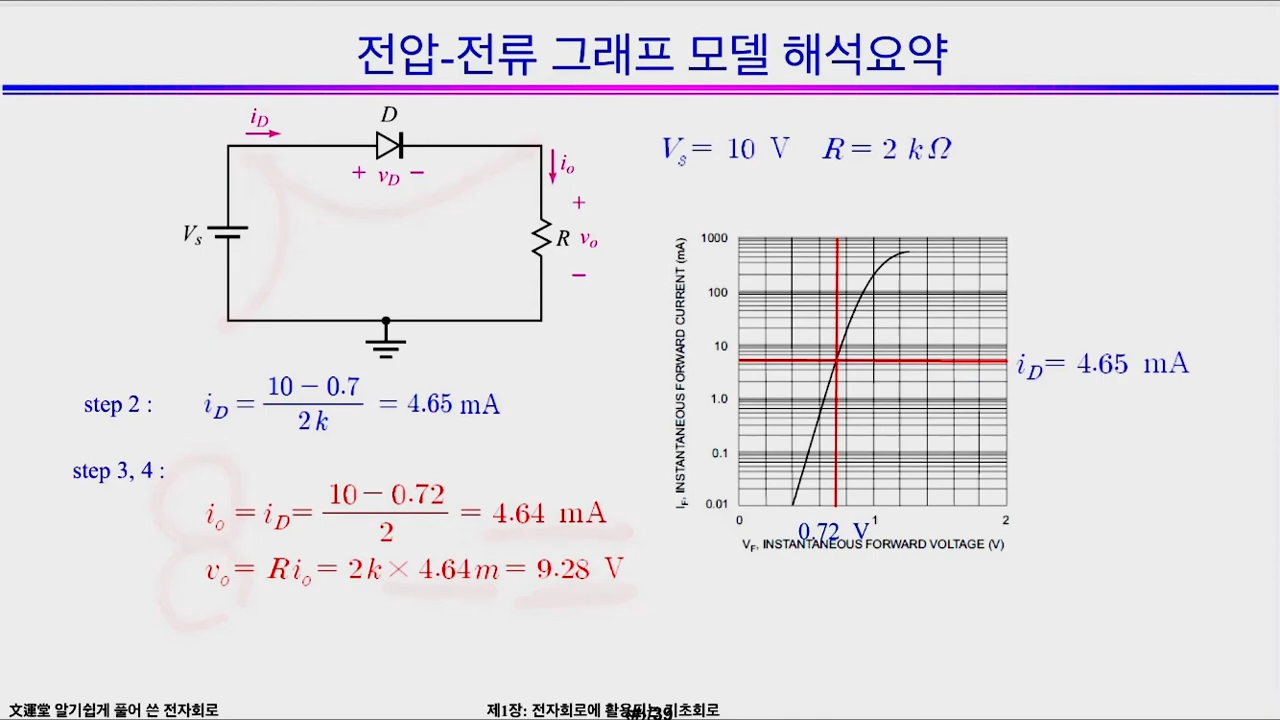 전압-전류 그래프 모델 해석요약
i_D
D
+ v_D −
i_o
+
V_s
R v_o
−
V_s = 10 V R = 2 kΩ
I_F, INSTANTANEOUS FORWARD CURRENT (mA)
1000
100
10
1.0
0.1
0.01
0 1 2
0.72 V
V_F, INSTANTANEOUS FORWARD VOLTAGE (V)
i_D = 4.65 mA
step 2 : i_D = (10 − 0.7) / 2k = 4.65 mA
step 3, 4 :
i_o = i_D = (10 − 0.72) / 2 = 4.64 mA
v_o = R i_o = 2k × 4.64m = 9.28 V
文運堂 알기쉽게 풀어 쓴 전자회로
제1장: 전자회로에 활용되는 기초회로